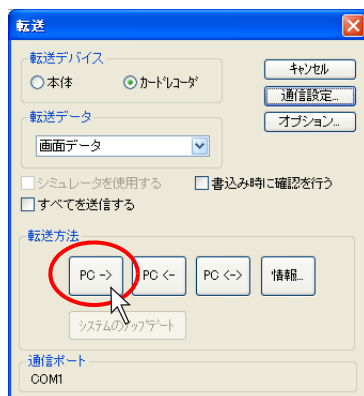 転送
転送デバイス
本体
ｶｰﾄﾞﾚｺｰﾀﾞ
ｷｬﾝｾﾙ
通信設定...
転送データ
オプション...
画面データ
シミュレータを使用する
書込み時に確認を行う
すべてを送信する
転送方法
PC ->
PC <-
PC <->
情報...
ｼｽﾃﾑのｱｯﾌﾟﾃﾞｰﾄ
通信ポート
COM1